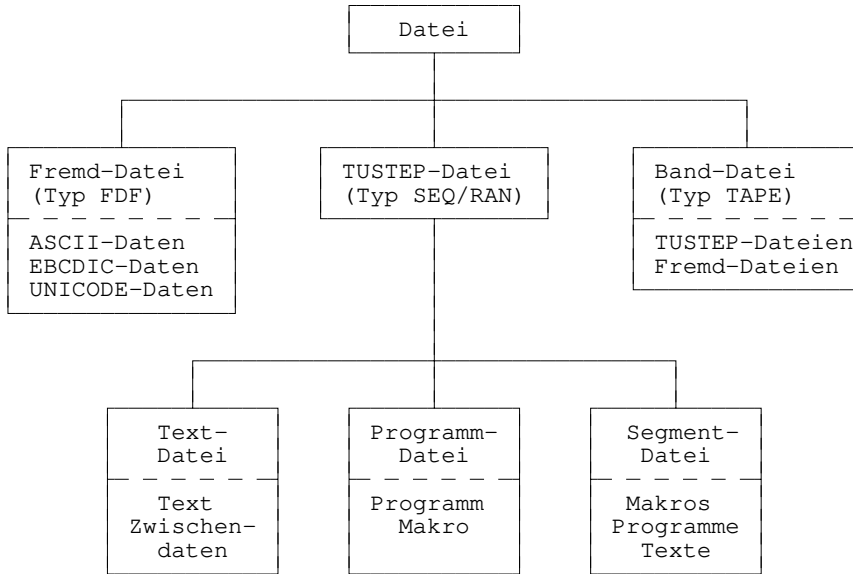 Datei
Fremd-Datei
(Typ FDF)
ASCII-Daten
EBCDIC-Daten
UNICODE-Daten
TUSTEP-Datei
(Typ SEQ/RAN)
Band-Datei
(Typ TAPE)
TUSTEP-Dateien
Fremd-Dateien
Text-
Datei
Text
Zwischen-
daten
Programm-
Datei
Programm
Makro
Segment-
Datei
Makros
Programme
Texte